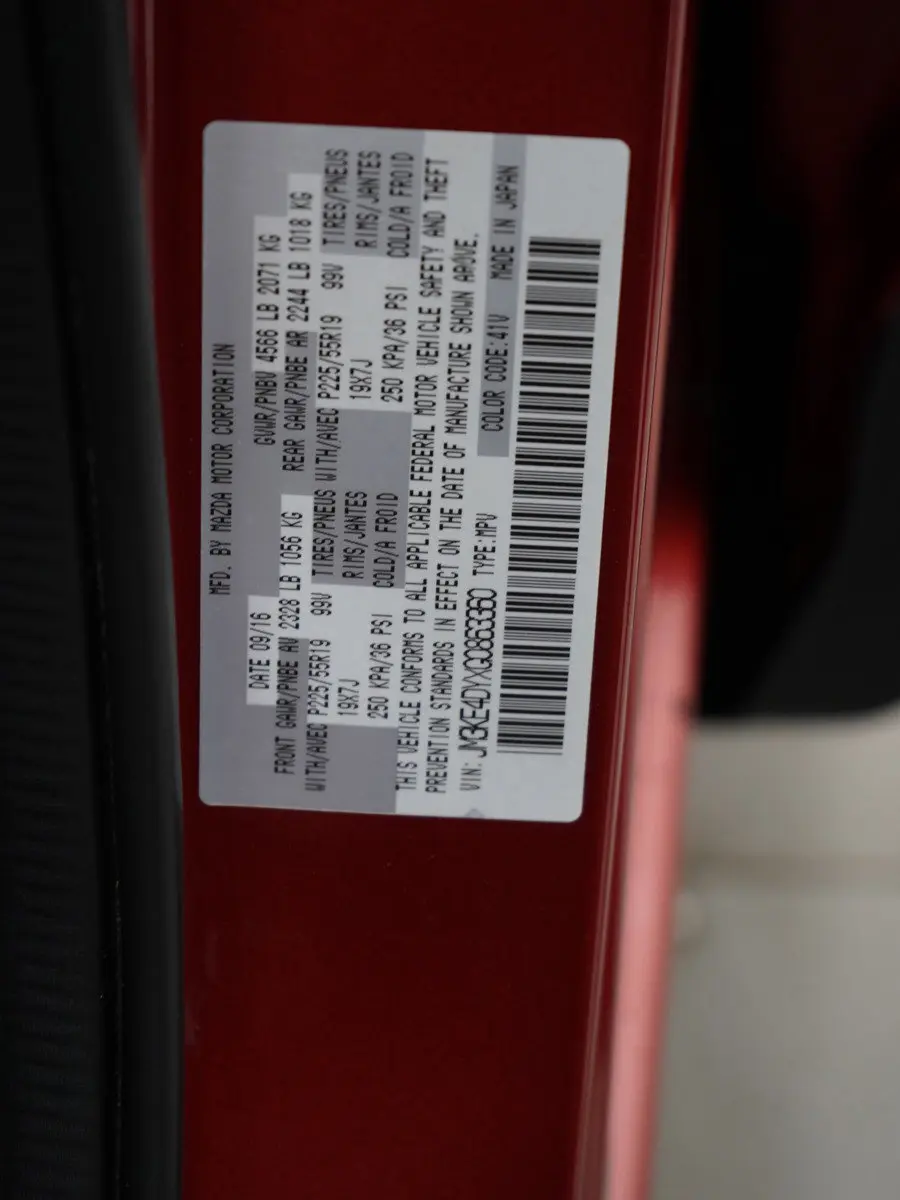 MFD. BY MAZDA MOTOR CORPORATION
DATE 09/16 GVWR/PNBV 4566 LB 2071 KG
FRONT GAWR/PNBE AV 2328 LB 1056 KG REAR GAWR/PNBE AR 2244 LB 1018 KG
WITH/AVEC P225/55R19 99V TIRES/PNEUS WITH/AVEC P225/55R19 99V TIRES/PNEUS
19X7J RIMS/JANTES 19X7J RIMS/JANTES
250 KPA/36 PSI COLD/A FROID 250 KPA/36 PSI COLD/A FROID
THIS VEHICLE CONFORMS TO ALL APPLICABLE FEDERAL MOTOR VEHICLE SAFETY AND THEFT
PREVENTION STANDARDS IN EFFECT ON THE DATE OF MANUFACTURE SHOWN ABOVE.
VIN: JM3KE4DYXG0863360 TYPE:MPV
COLOR CODE:41V MADE IN JAPAN